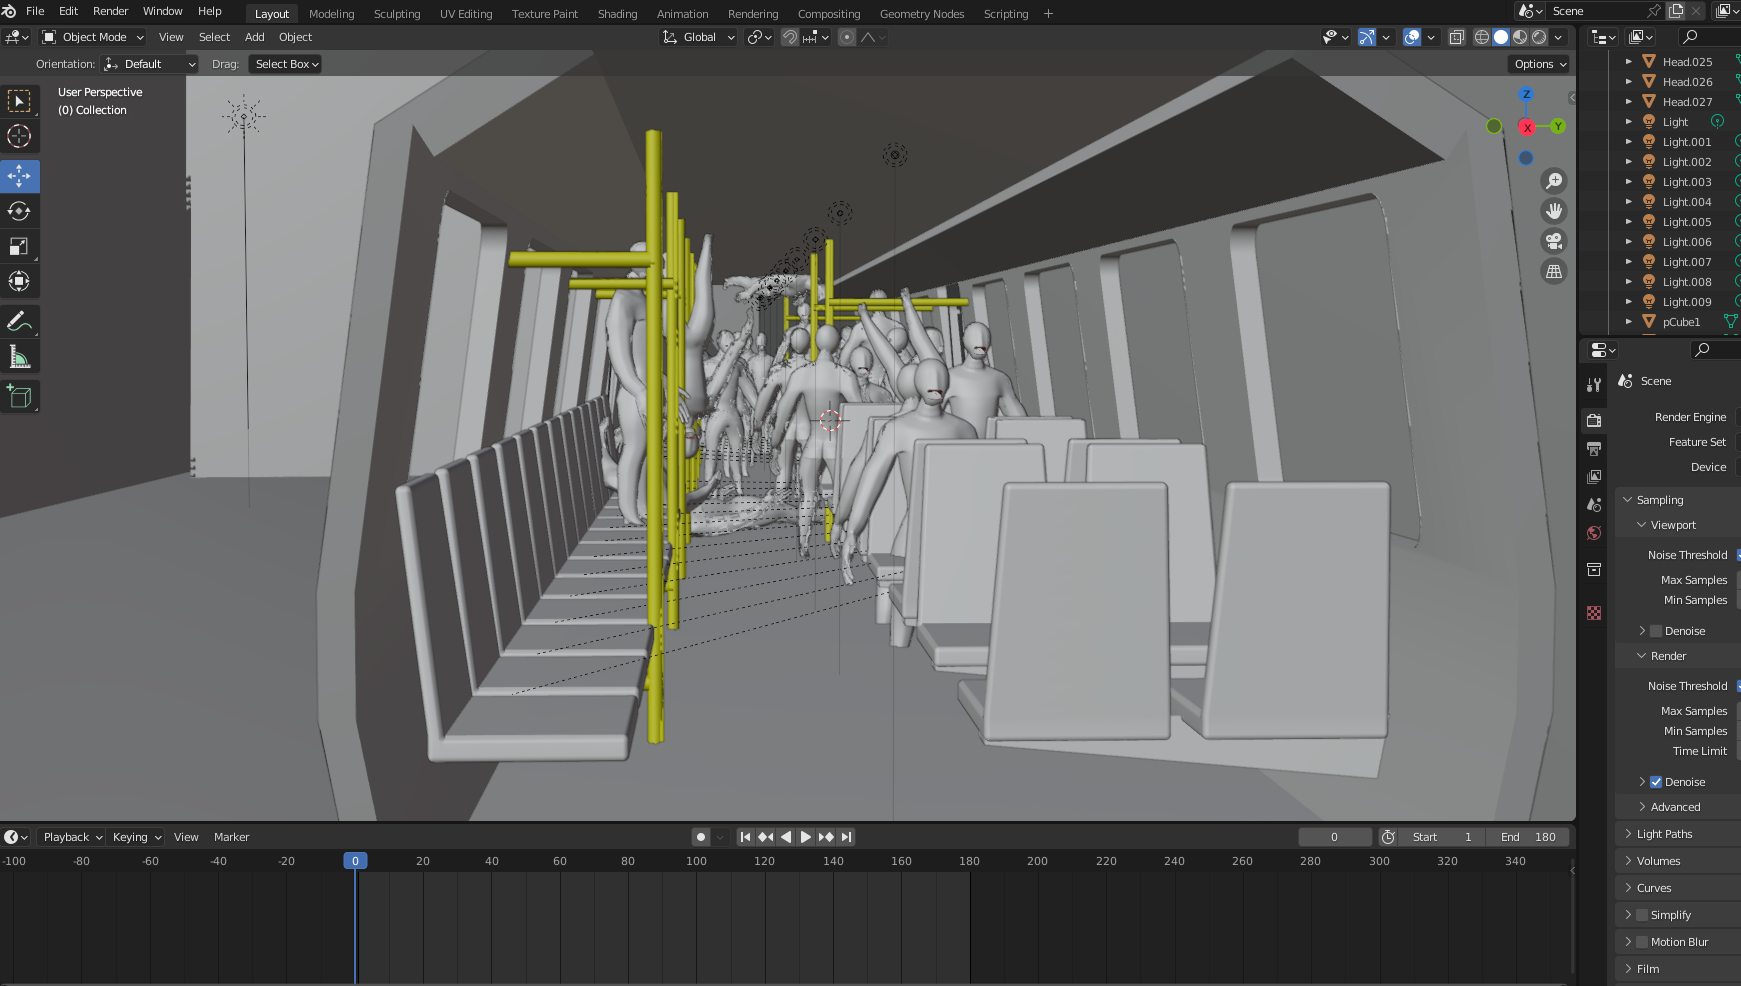 File Edit Render Window Help Layout Modeling Sculpting UV Editing Texture Paint Shading Animation Rendering Compositing Geometry Nodes Scripting + Scene
Object Mode View Select Add Object Global
Orientation: Default Drag: Select Box Options
User Perspective
(0) Collection
Z
X
Y
Head.025
Head.026
Head.027
Light
Light.001
Light.002
Light.003
Light.004
Light.005
Light.006
Light.007
Light.008
Light.009
pCube1
Scene
Render Engine
Feature Set
Device
Sampling
Viewport
Noise Threshold
Max Samples
Min Samples
Denoise
Render
Noise Threshold
Max Samples
Min Samples
Time Limit
Denoise
Advanced
Light Paths
Volumes
Curves
Simplify
Motion Blur
Film
Playback Keying View Marker 0 Start 1 End 180
-100 -80 -60 -40 -20 0 20 40 60 80 100 120 140 160 180 200 220 240 260 280 300 320 340